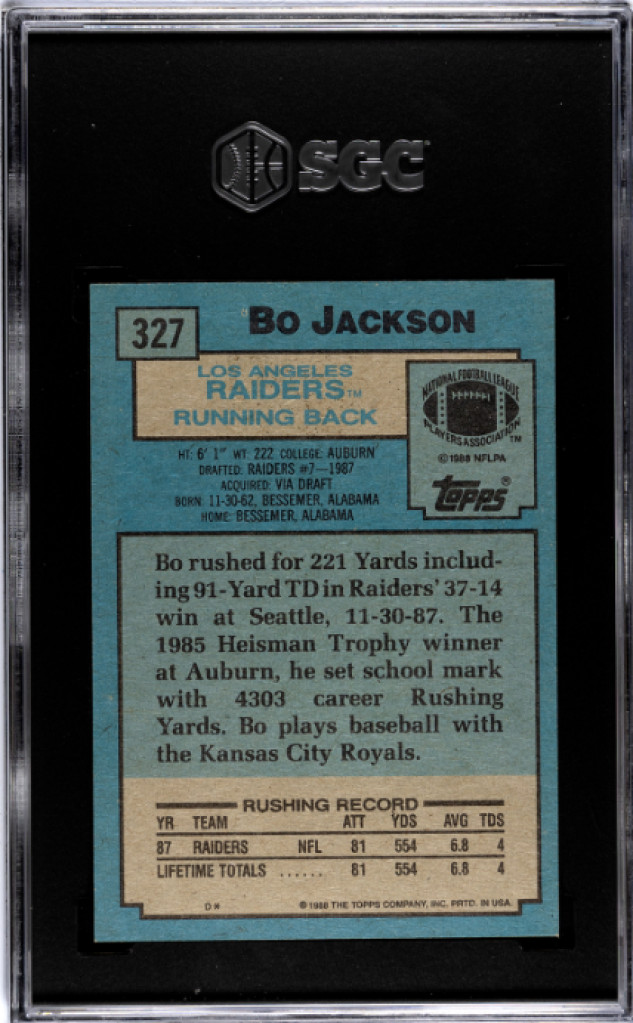 SGC
327
BO JACKSON
LOS ANGELES
RAIDERS™
RUNNING BACK
NATIONAL FOOTBALL LEAGUE
PLAYERS ASSOCIATION™
©1988 NFLPA
topps®
HT: 6' 1" WT: 222 COLLEGE: AUBURN
DRAFTED: RAIDERS #7—1987
ACQUIRED: VIA DRAFT
BORN: 11-30-62, BESSEMER, ALABAMA
HOME: BESSEMER, ALABAMA
Bo rushed for 221 Yards includ-
ing 91-Yard TD in Raiders' 37-14
win at Seattle, 11-30-87. The
1985 Heisman Trophy winner
at Auburn, he set school mark
with 4303 career Rushing
Yards. Bo plays baseball with
the Kansas City Royals.
RUSHING RECORD
YR TEAM ATT YDS AVG TDS
87 RAIDERS NFL 81 554 6.8 4
LIFETIME TOTALS ...... 81 554 6.8 4
D* ©1988 THE TOPPS COMPANY, INC. PRTD. IN USA.